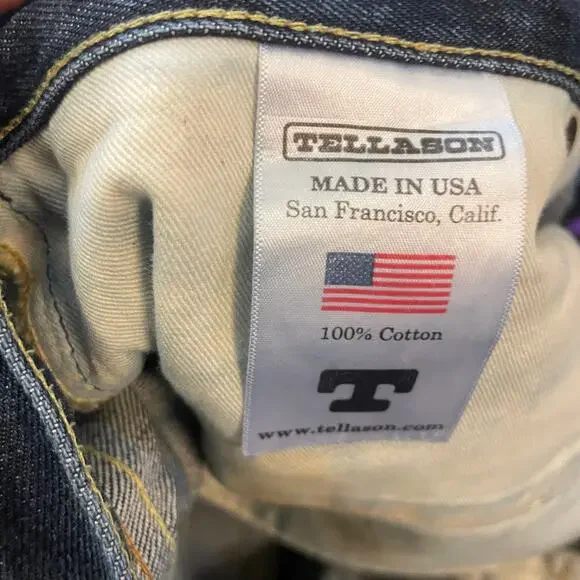 TELLASON
MADE IN USA
San Francisco, Calif.
100% Cotton
T
www.tellason.com